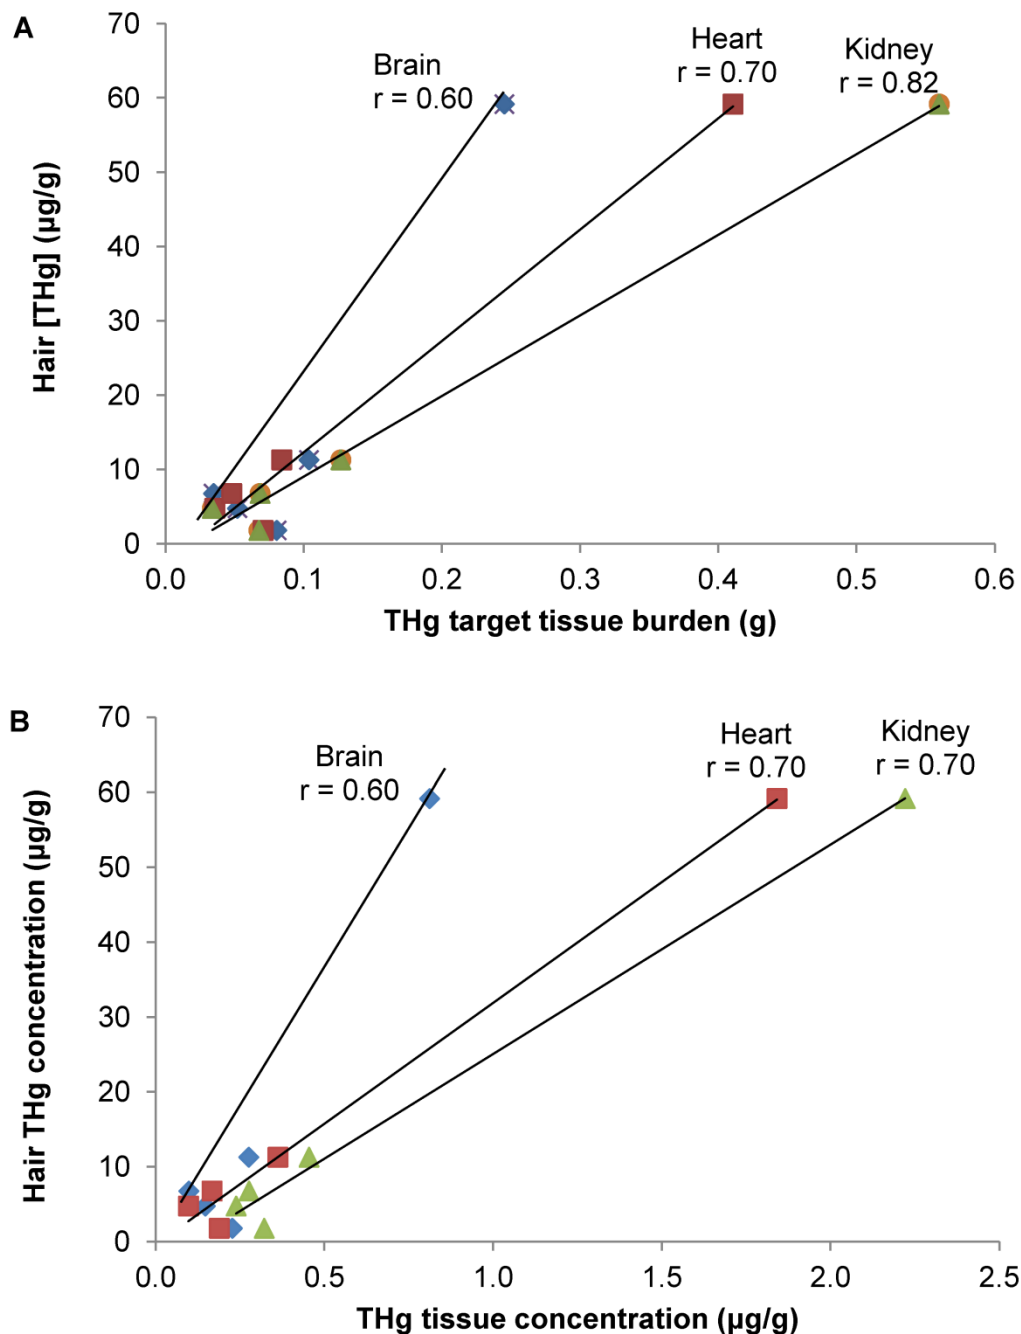 A
70
60
50
40
30
20
10
0
Hair [THg] (µg/g)
Brain
r = 0.60
Heart
r = 0.70
Kidney
r = 0.82
0.0 0.1 0.2 0.3 0.4 0.5 0.6
THg target tissue burden (g)
B
70
60
50
40
30
20
10
0
Hair THg concentration (µg/g)
Brain
r = 0.60
Heart
r = 0.70
Kidney
r = 0.70
0.0 0.5 1.0 1.5 2.0 2.5
THg tissue concentration (µg/g)